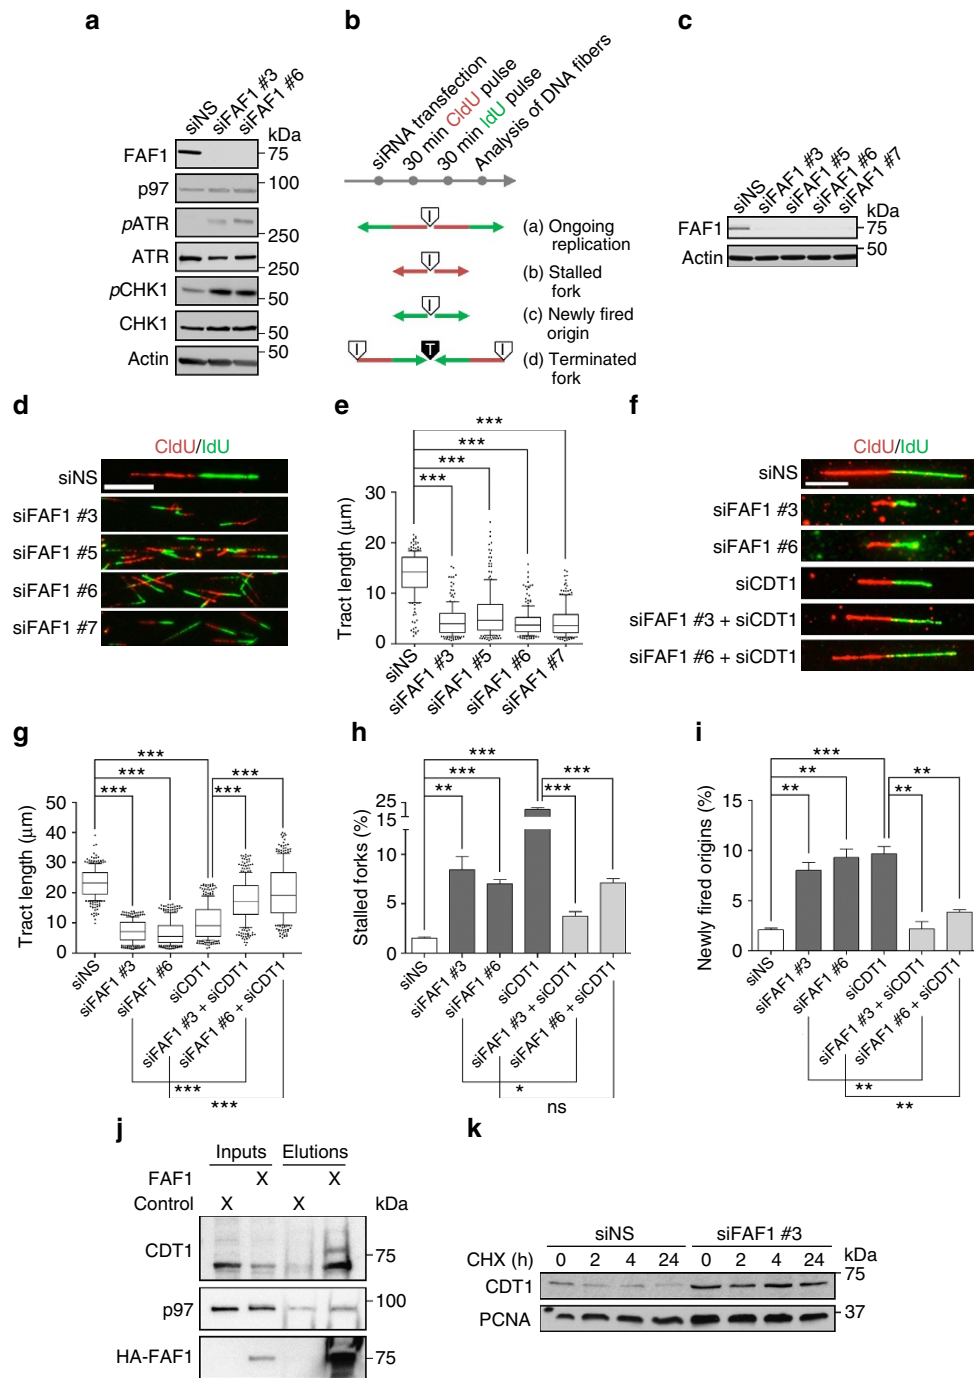 a
siNS
siFAF1 #3
siFAF1 #6
kDa
FAF1
75
p97
100
pATR
250
ATR
250
pCHK1
50
CHK1
50
Actin
50
b
siRNA transfection
30 min CldU pulse
30 min IdU pulse
Analysis of DNA fibers
I
(a) Ongoing
replication
I
(b) Stalled
fork
I
(c) Newly fired
origin
I
T
I
(d) Terminated
fork
c
siNS
siFAF1 #3
siFAF1 #5
siFAF1 #6
siFAF1 #7
kDa
FAF1
75
50
Actin
d
CldU/IdU
siNS
siFAF1 #3
siFAF1 #5
siFAF1 #6
siFAF1 #7
e
***
***
***
***
Tract length (µm)
30
20
10
0
siNS
siFAF1 #3
siFAF1 #5
siFAF1 #6
siFAF1 #7
f
CldU/IdU
siNS
siFAF1 #3
siFAF1 #6
siCDT1
siFAF1 #3 + siCDT1
siFAF1 #6 + siCDT1
g
***
*** ***
*** ***
Tract length (µm)
50
40
30
20
10
0
siNS
siFAF1 #3
siFAF1 #6
siCDT1
siFAF1 #3 + siCDT1
siFAF1 #6 + siCDT1
***
***
h
***
*** ***
** ***
Stalled forks (%)
25
15
10
5
0
siNS
siFAF1 #3
siFAF1 #6
siCDT1
siFAF1 #3 + siCDT1
siFAF1 #6 + siCDT1
*
ns
i
***
** **
** **
Newly fired origins (%)
15
10
5
0
siNS
siFAF1 #3
siFAF1 #6
siCDT1
siFAF1 #3 + siCDT1
siFAF1 #6 + siCDT1
**
**
j
Inputs Elutions
FAF1 X X
Control X X kDa
CDT1
75
p97
100
HA-FAF1
75
k
siNS siFAF1 #3
CHX (h) 0 2 4 24 0 2 4 24 kDa
75
CDT1
PCNA
37